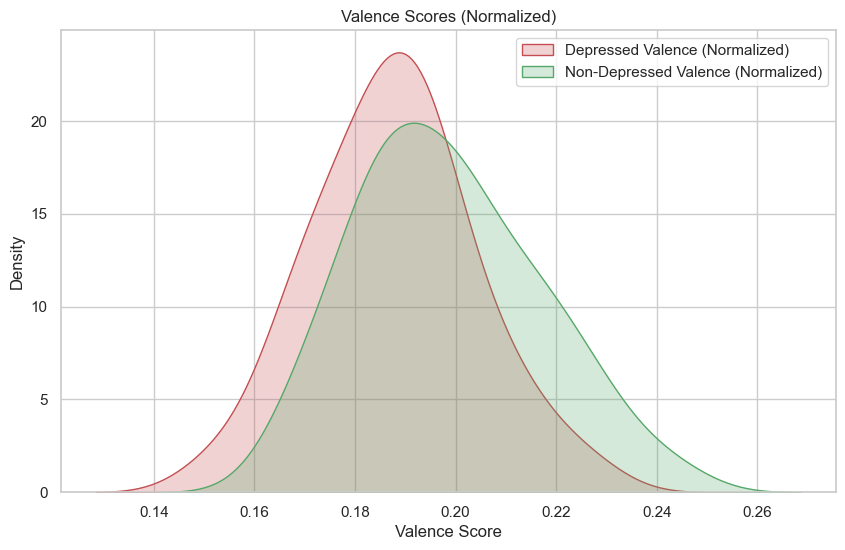 Valence Scores (Normalized)
Depressed Valence (Normalized)
Non-Depressed Valence (Normalized)
Density
20
15
10
5
0
0.14 0.16 0.18 0.20 0.22 0.24 0.26
Valence Score